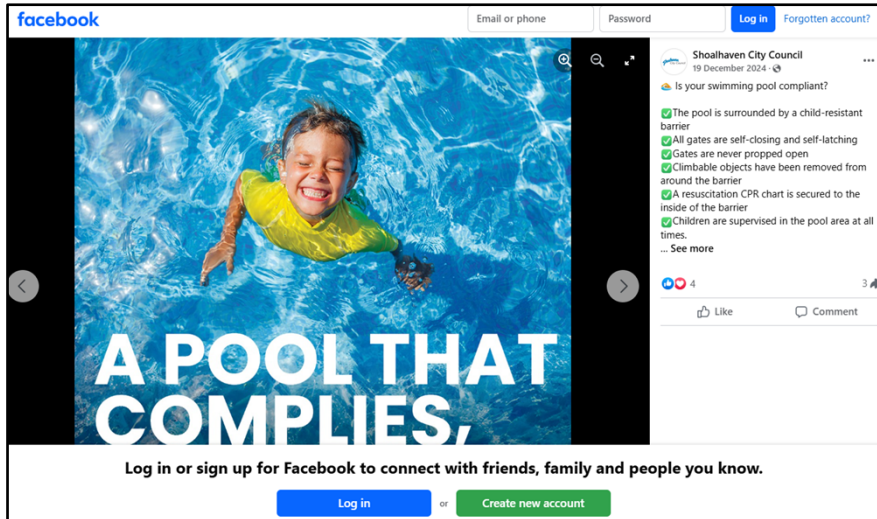 facebook
Email or phone
Password
Log in
Forgotten account?
Shoalhaven City Council
19 December 2024 ·
Is your swimming pool compliant?
✅The pool is surrounded by a child-resistant
barrier
✅All gates are self-closing and self-latching
✅Gates are never propped open
✅Climbable objects have been removed from
around the barrier
✅A resuscitation CPR chart is secured to the
inside of the barrier
✅Children are supervised in the pool area at all
times.
... See more
4
3
Like
Comment
A POOL THAT
COMPLIES,
Log in or sign up for Facebook to connect with friends, family and people you know.
Log in
or
Create new account